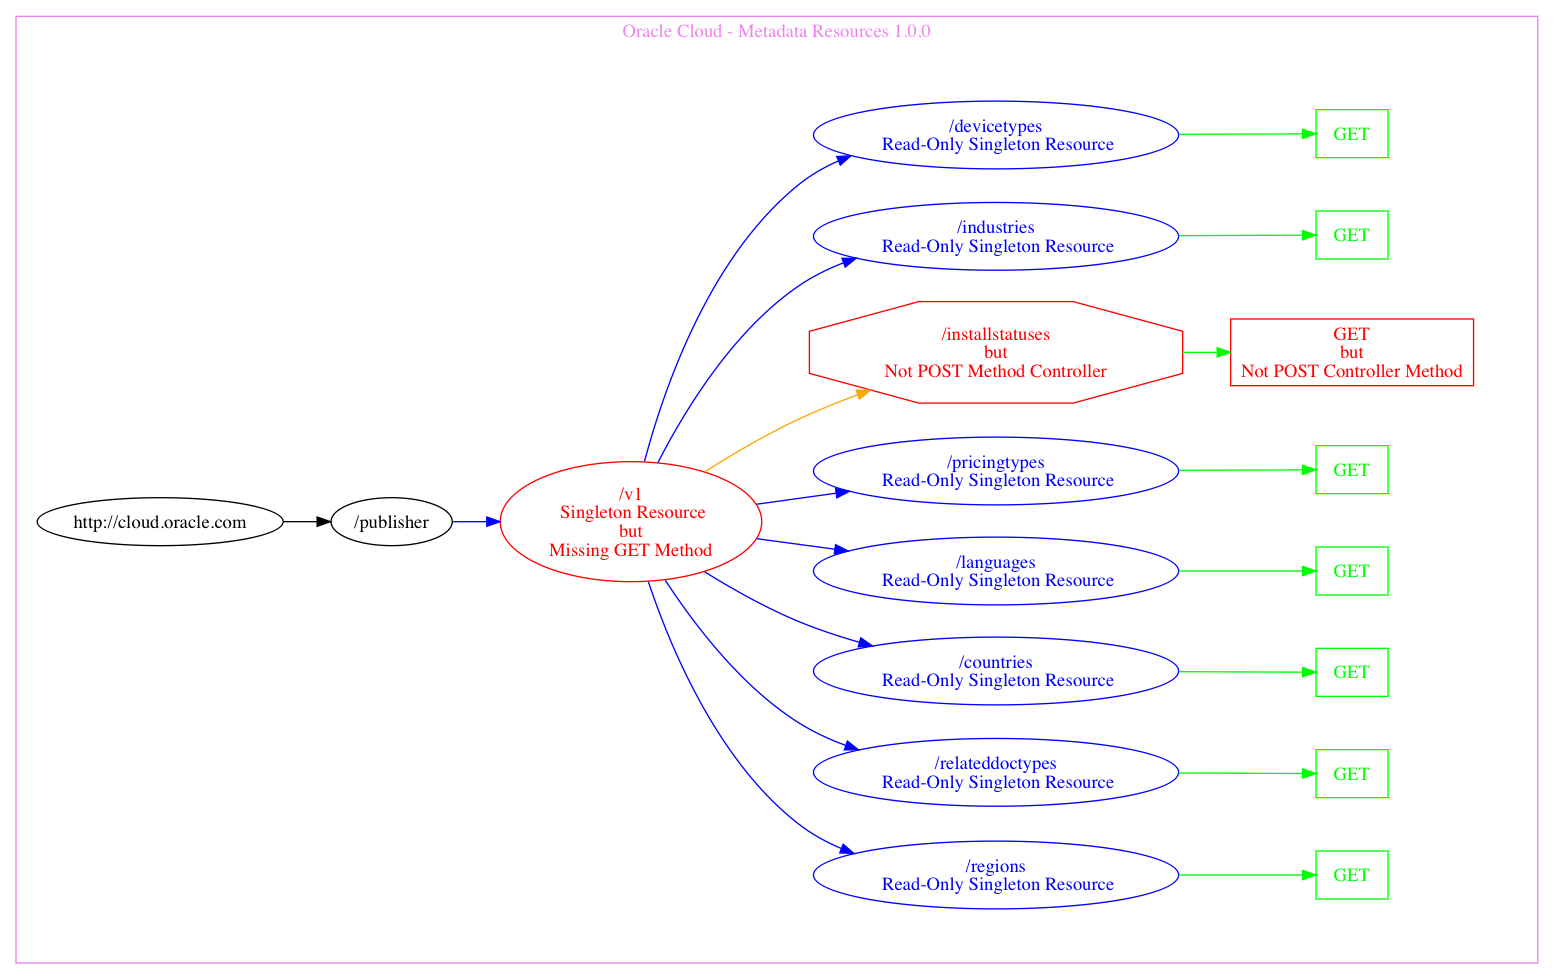 Oracle Cloud - Metadata Resources 1.0.0
http://cloud.oracle.com
/publisher
/v1
Singleton Resource
but
Missing GET Method
/devicetypes
Read-Only Singleton Resource
GET
/industries
Read-Only Singleton Resource
GET
/installstatuses
but
Not POST Method Controller
GET
but
Not POST Controller Method
/pricingtypes
Read-Only Singleton Resource
GET
/languages
Read-Only Singleton Resource
GET
/countries
Read-Only Singleton Resource
GET
/relateddoctypes
Read-Only Singleton Resource
GET
/regions
Read-Only Singleton Resource
GET